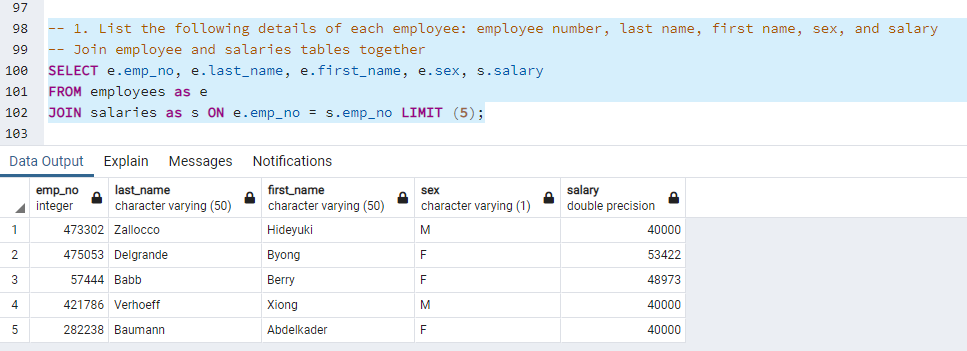 97
98 -- 1. List the following details of each employee: employee number, last name, first name, sex, and salary
99 -- Join employee and salaries tables together
100 SELECT e.emp_no, e.last_name, e.first_name, e.sex, s.salary
101 FROM employees as e
102 JOIN salaries as s ON e.emp_no = s.emp_no LIMIT (5);
103
Data Output Explain Messages Notifications
emp_no last_name first_name sex salary
integer character varying (50) character varying (50) character varying (1) double precision
1 473302 Zallocco Hideyuki M 40000
2 475053 Delgrande Byong F 53422
3 57444 Babb Berry F 48973
4 421786 Verhoeff Xiong M 40000
5 282238 Baumann Abdelkader F 40000